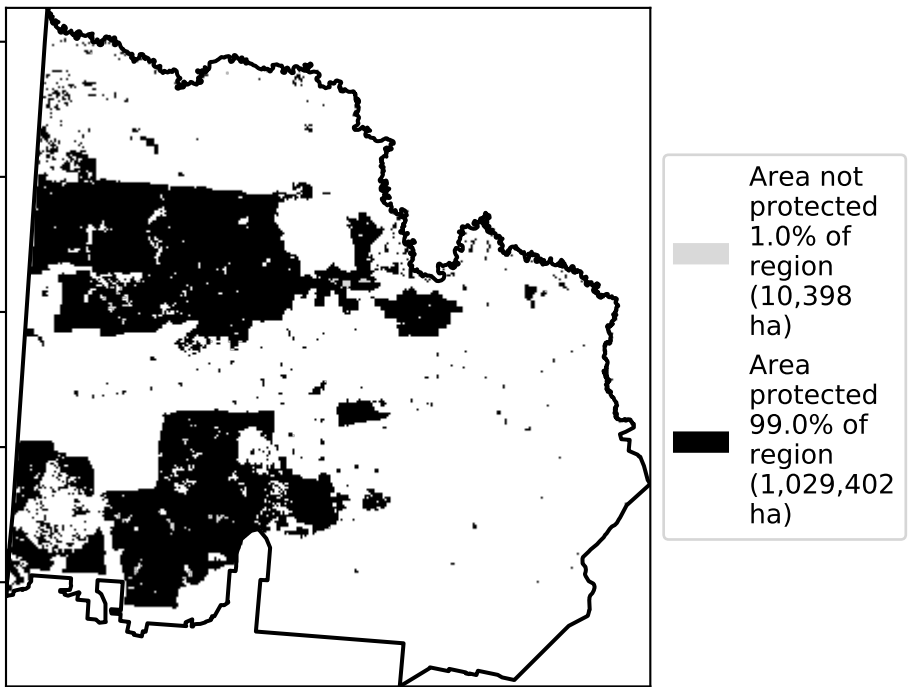 Area not
protected
1.0% of
region
(10,398
ha)
Area
protected
99.0% of
region
(1,029,402
ha)